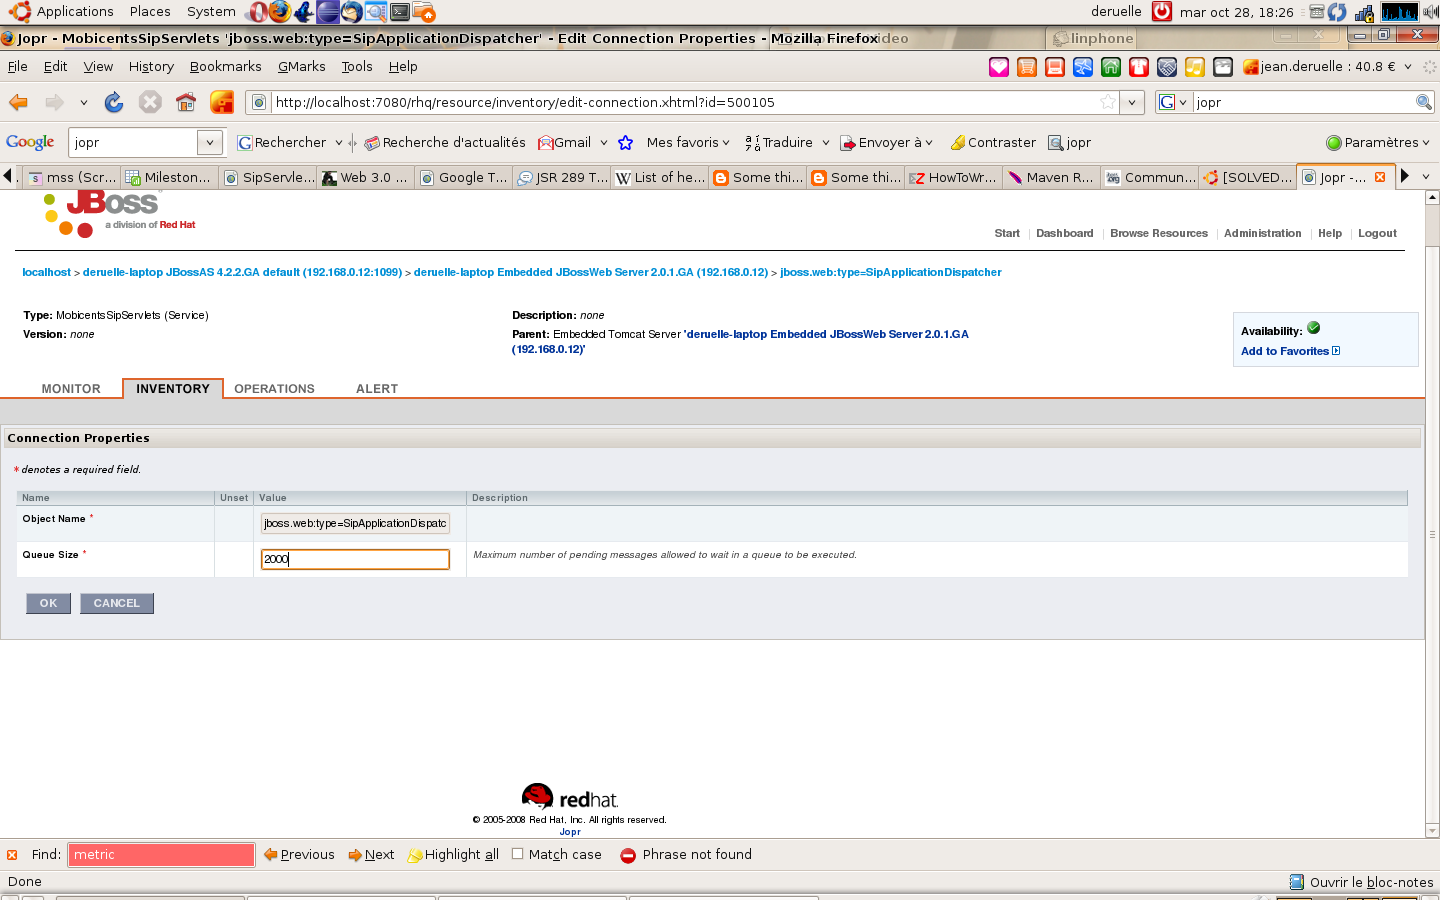 Applications Places System deruelle mar oct 28, 18:26
Jopr - MobicentsSipServlets 'jboss.web:type=SipApplicationDispatcher' - Edit Connection Properties - Mozilla Firefox
linphone
File Edit View History Bookmarks GMarks Tools Help jean.deruelle : 40.8 €
http://localhost:7080/rhq/resource/inventory/edit-connection.xhtml?id=500105 jopr
Google jopr Rechercher Recherche d'actualités Gmail Mes favoris Traduire Envoyer à Contraster jopr Paramètres
mss (Scr... Mileston... SipServle... Web 3.0 ... Google T... JSR 289 T... List of he... Some thi... Some thi... HowToWr... Maven R... Commun... [SOLVED... Jopr -...
JBoss
a division of Red Hat
Start Dashboard Browse Resources Administration Help Logout
localhost > deruelle-laptop JBossAS 4.2.2.GA default (192.168.0.12:1099) > deruelle-laptop Embedded JBossWeb Server 2.0.1.GA (192.168.0.12) > jboss.web:type=SipApplicationDispatcher
Type: MobicentsSipServlets (Service) Description: none
Version: none Parent: Embedded Tomcat Server 'deruelle-laptop Embedded JBossWeb Server 2.0.1.GA
(192.168.0.12)'
Availability:
Add to Favorites
MONITOR INVENTORY OPERATIONS ALERT
Connection Properties
* denotes a required field.
Name Unset Value Description
Object Name * jboss.web:type=SipApplicationDispatc
Queue Size * 2000 Maximum number of pending messages allowed to wait in a queue to be executed.
OK CANCEL
redhat.
© 2005-2008 Red Hat, Inc. All rights reserved.
Jopr
Find: metric Previous Next Highlight all Match case Phrase not found
Done Ouvrir le bloc-notes